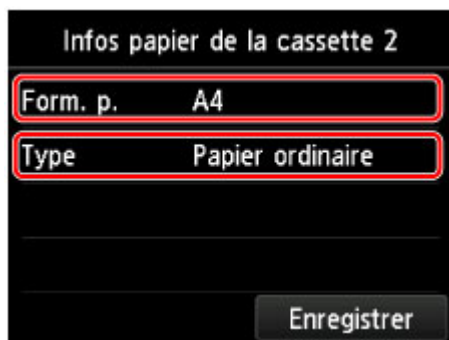 Infos papier de la cassette 2
Form. p. A4
Type Papier ordinaire
Enregistrer